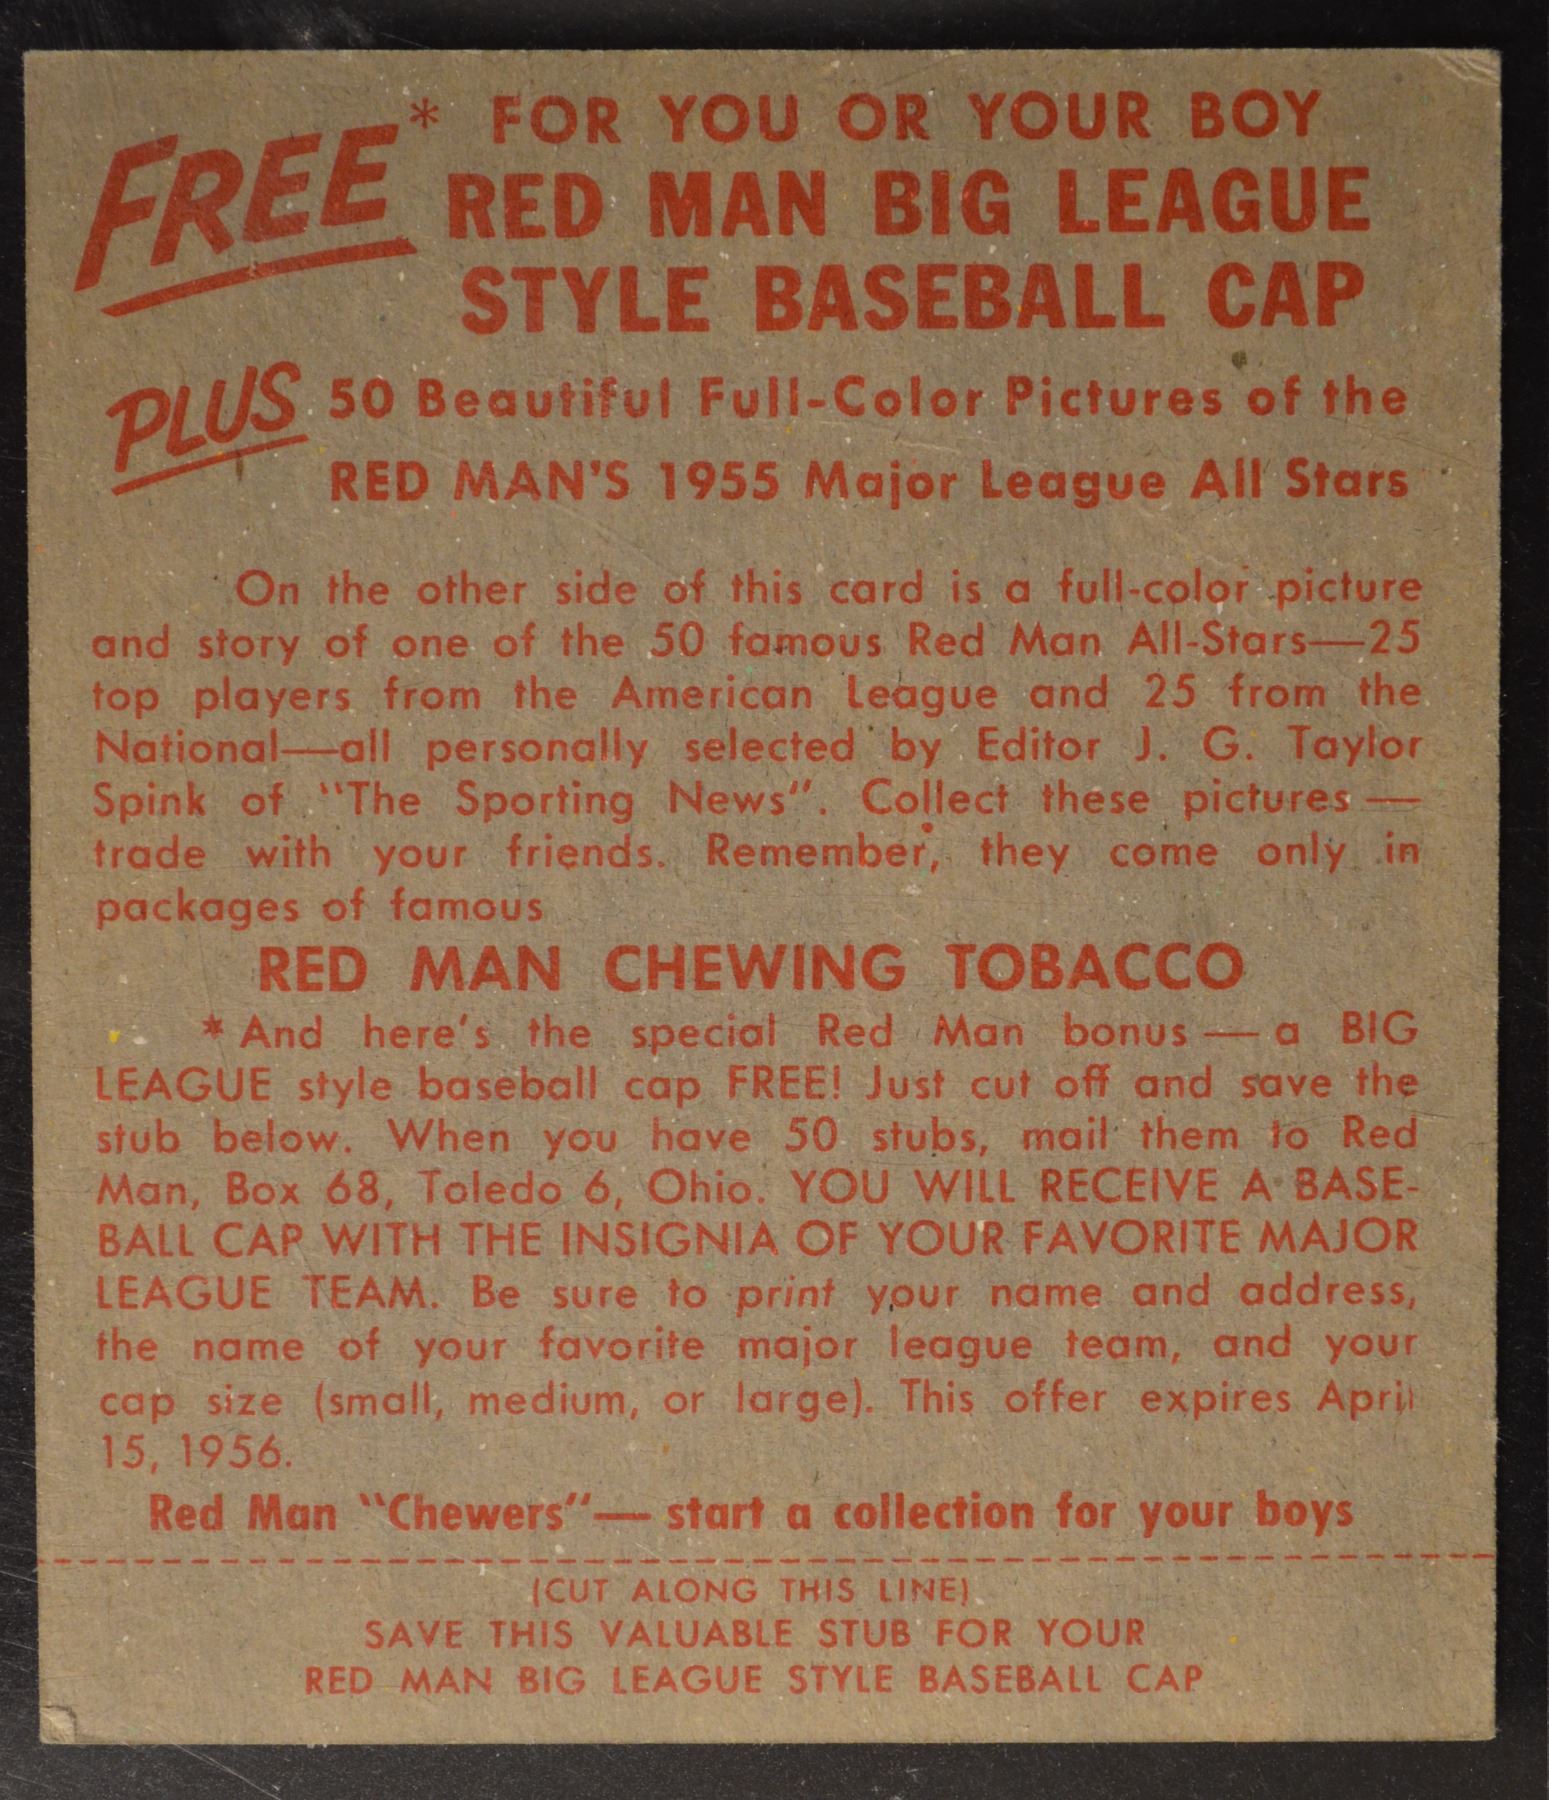 FREE* FOR YOU OR YOUR BOY
RED MAN BIG LEAGUE
STYLE BASEBALL CAP
PLUS 50 Beautiful Full-Color Pictures of the
RED MAN'S 1955 Major League All Stars
On the other side of this card is a full-color picture
and story of one of the 50 famous Red Man All-Stars—25
top players from the American League and 25 from the
National—all personally selected by Editor J. G. Taylor
Spink of "The Sporting News". Collect these pictures —
trade with your friends. Remember, they come only in
packages of famous
RED MAN CHEWING TOBACCO
*And here's the special Red Man bonus — a BIG
LEAGUE style baseball cap FREE! Just cut off and save the
stub below. When you have 50 stubs, mail them to Red
Man, Box 68, Toledo 6, Ohio. YOU WILL RECEIVE A BASE-
BALL CAP WITH THE INSIGNIA OF YOUR FAVORITE MAJOR
LEAGUE TEAM. Be sure to print your name and address,
the name of your favorite major league team, and your
cap size (small, medium, or large). This offer expires April
15, 1956.
Red Man "Chewers"— start a collection for your boys
(CUT ALONG THIS LINE)
SAVE THIS VALUABLE STUB FOR YOUR
RED MAN BIG LEAGUE STYLE BASEBALL CAP